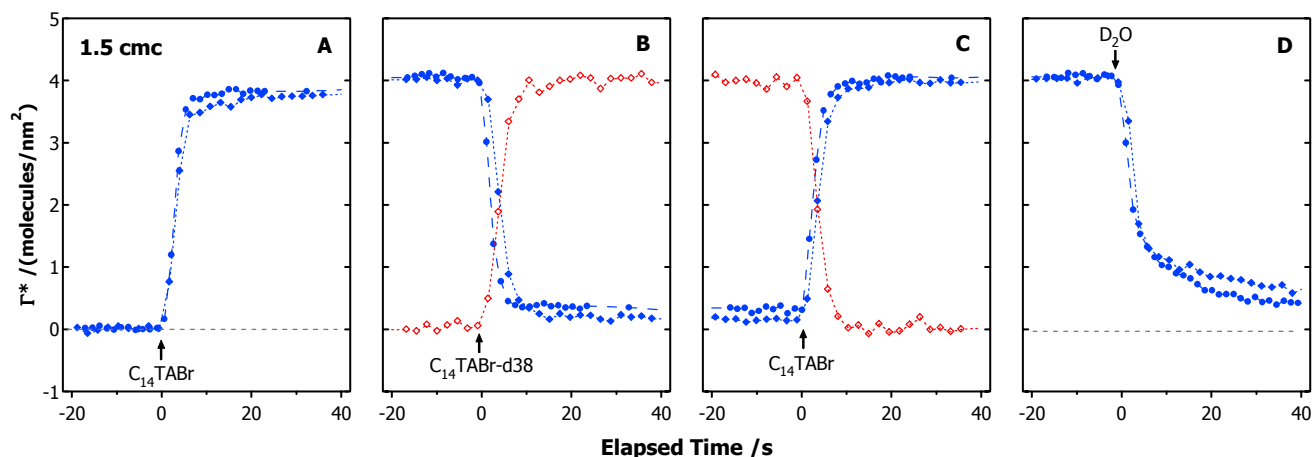 1.5 cmc
A
B
C
D
D₂O
Γ* /(molecules/nm²)
5
4
3
2
1
0
-1
C₁₄TABr
C₁₄TABr-d38
C₁₄TABr
-20 0 20 40
-20 0 20 40
-20 0 20 40
-20 0 20 40
Elapsed Time /s